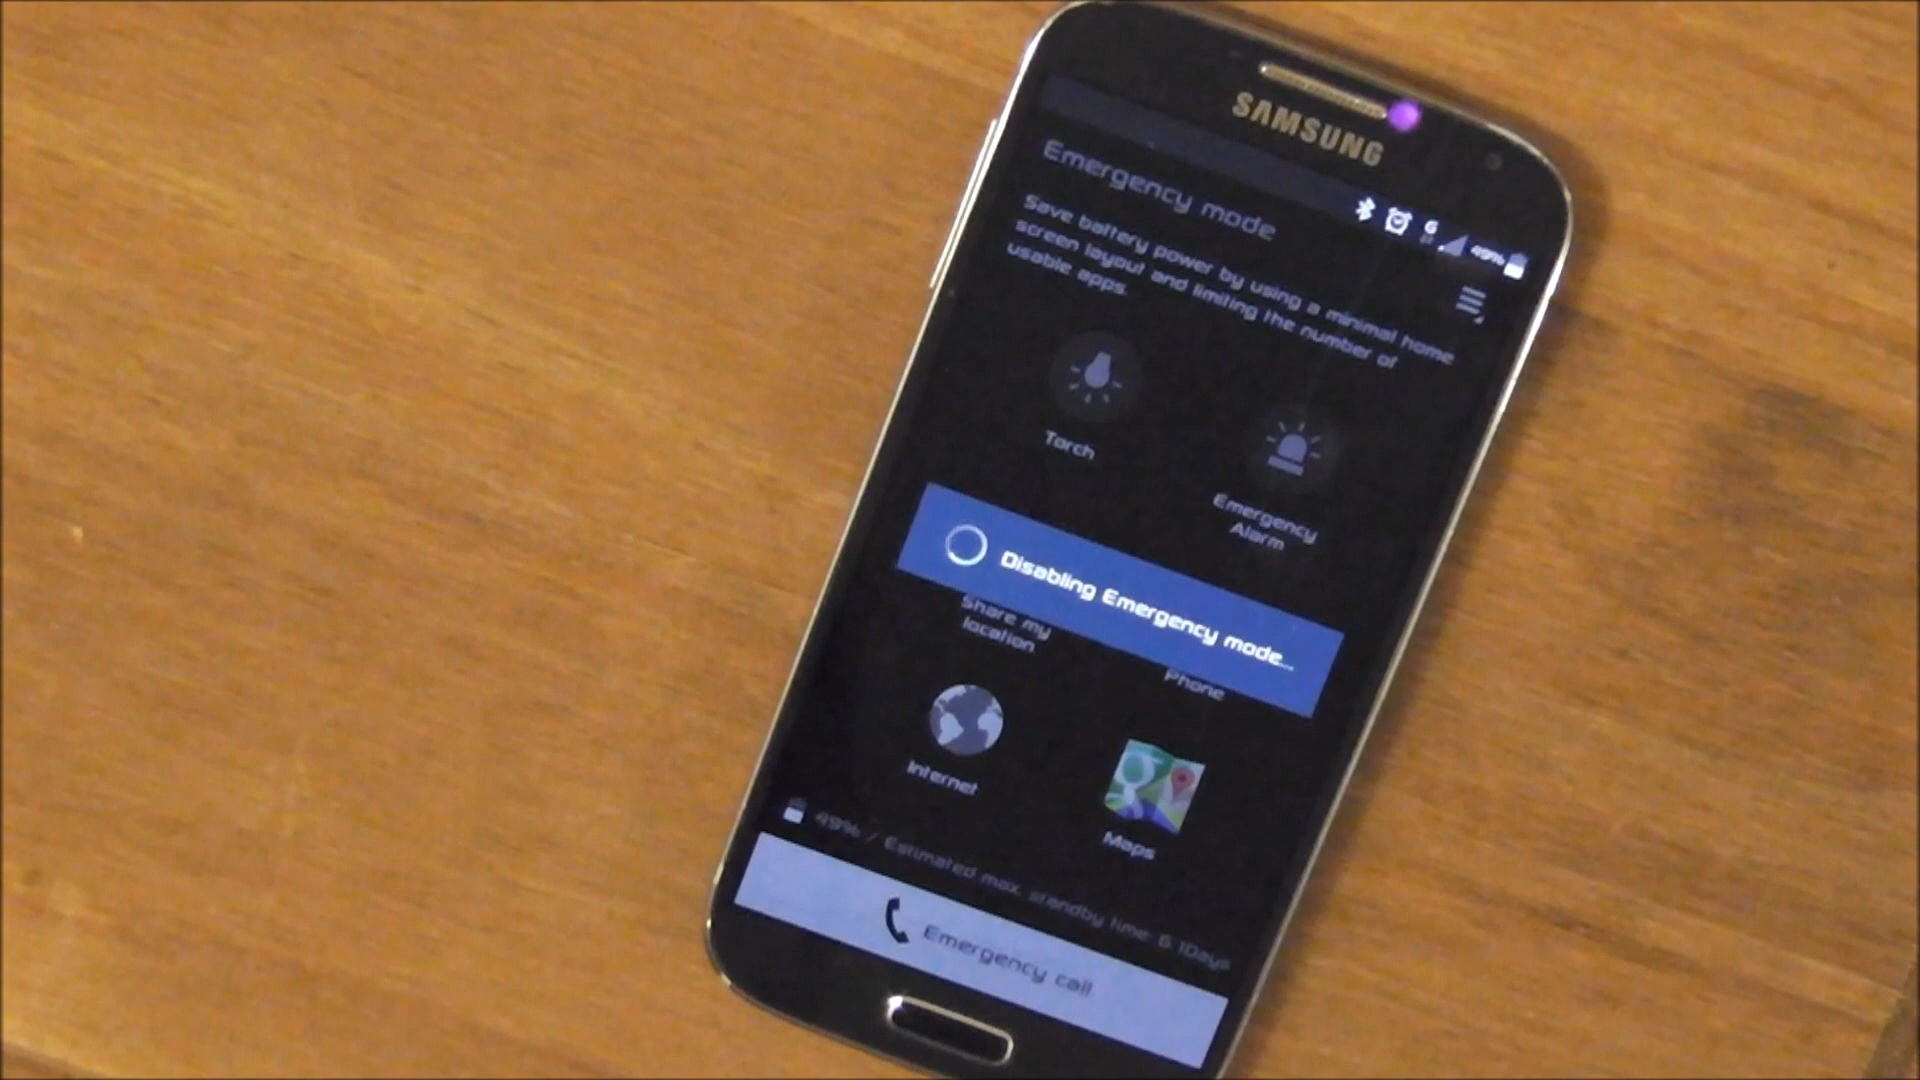 SAMSUNG
49%
Emergency mode
Save battery power by using a minimal home
screen layout and limiting the number of
usable apps.
Torch
Emergency
Alarm
Disabling Emergency mode...
Share my
location
Phone
Internet
Maps
49% / Estimated max. standby time: 6.1Days
Emergency call